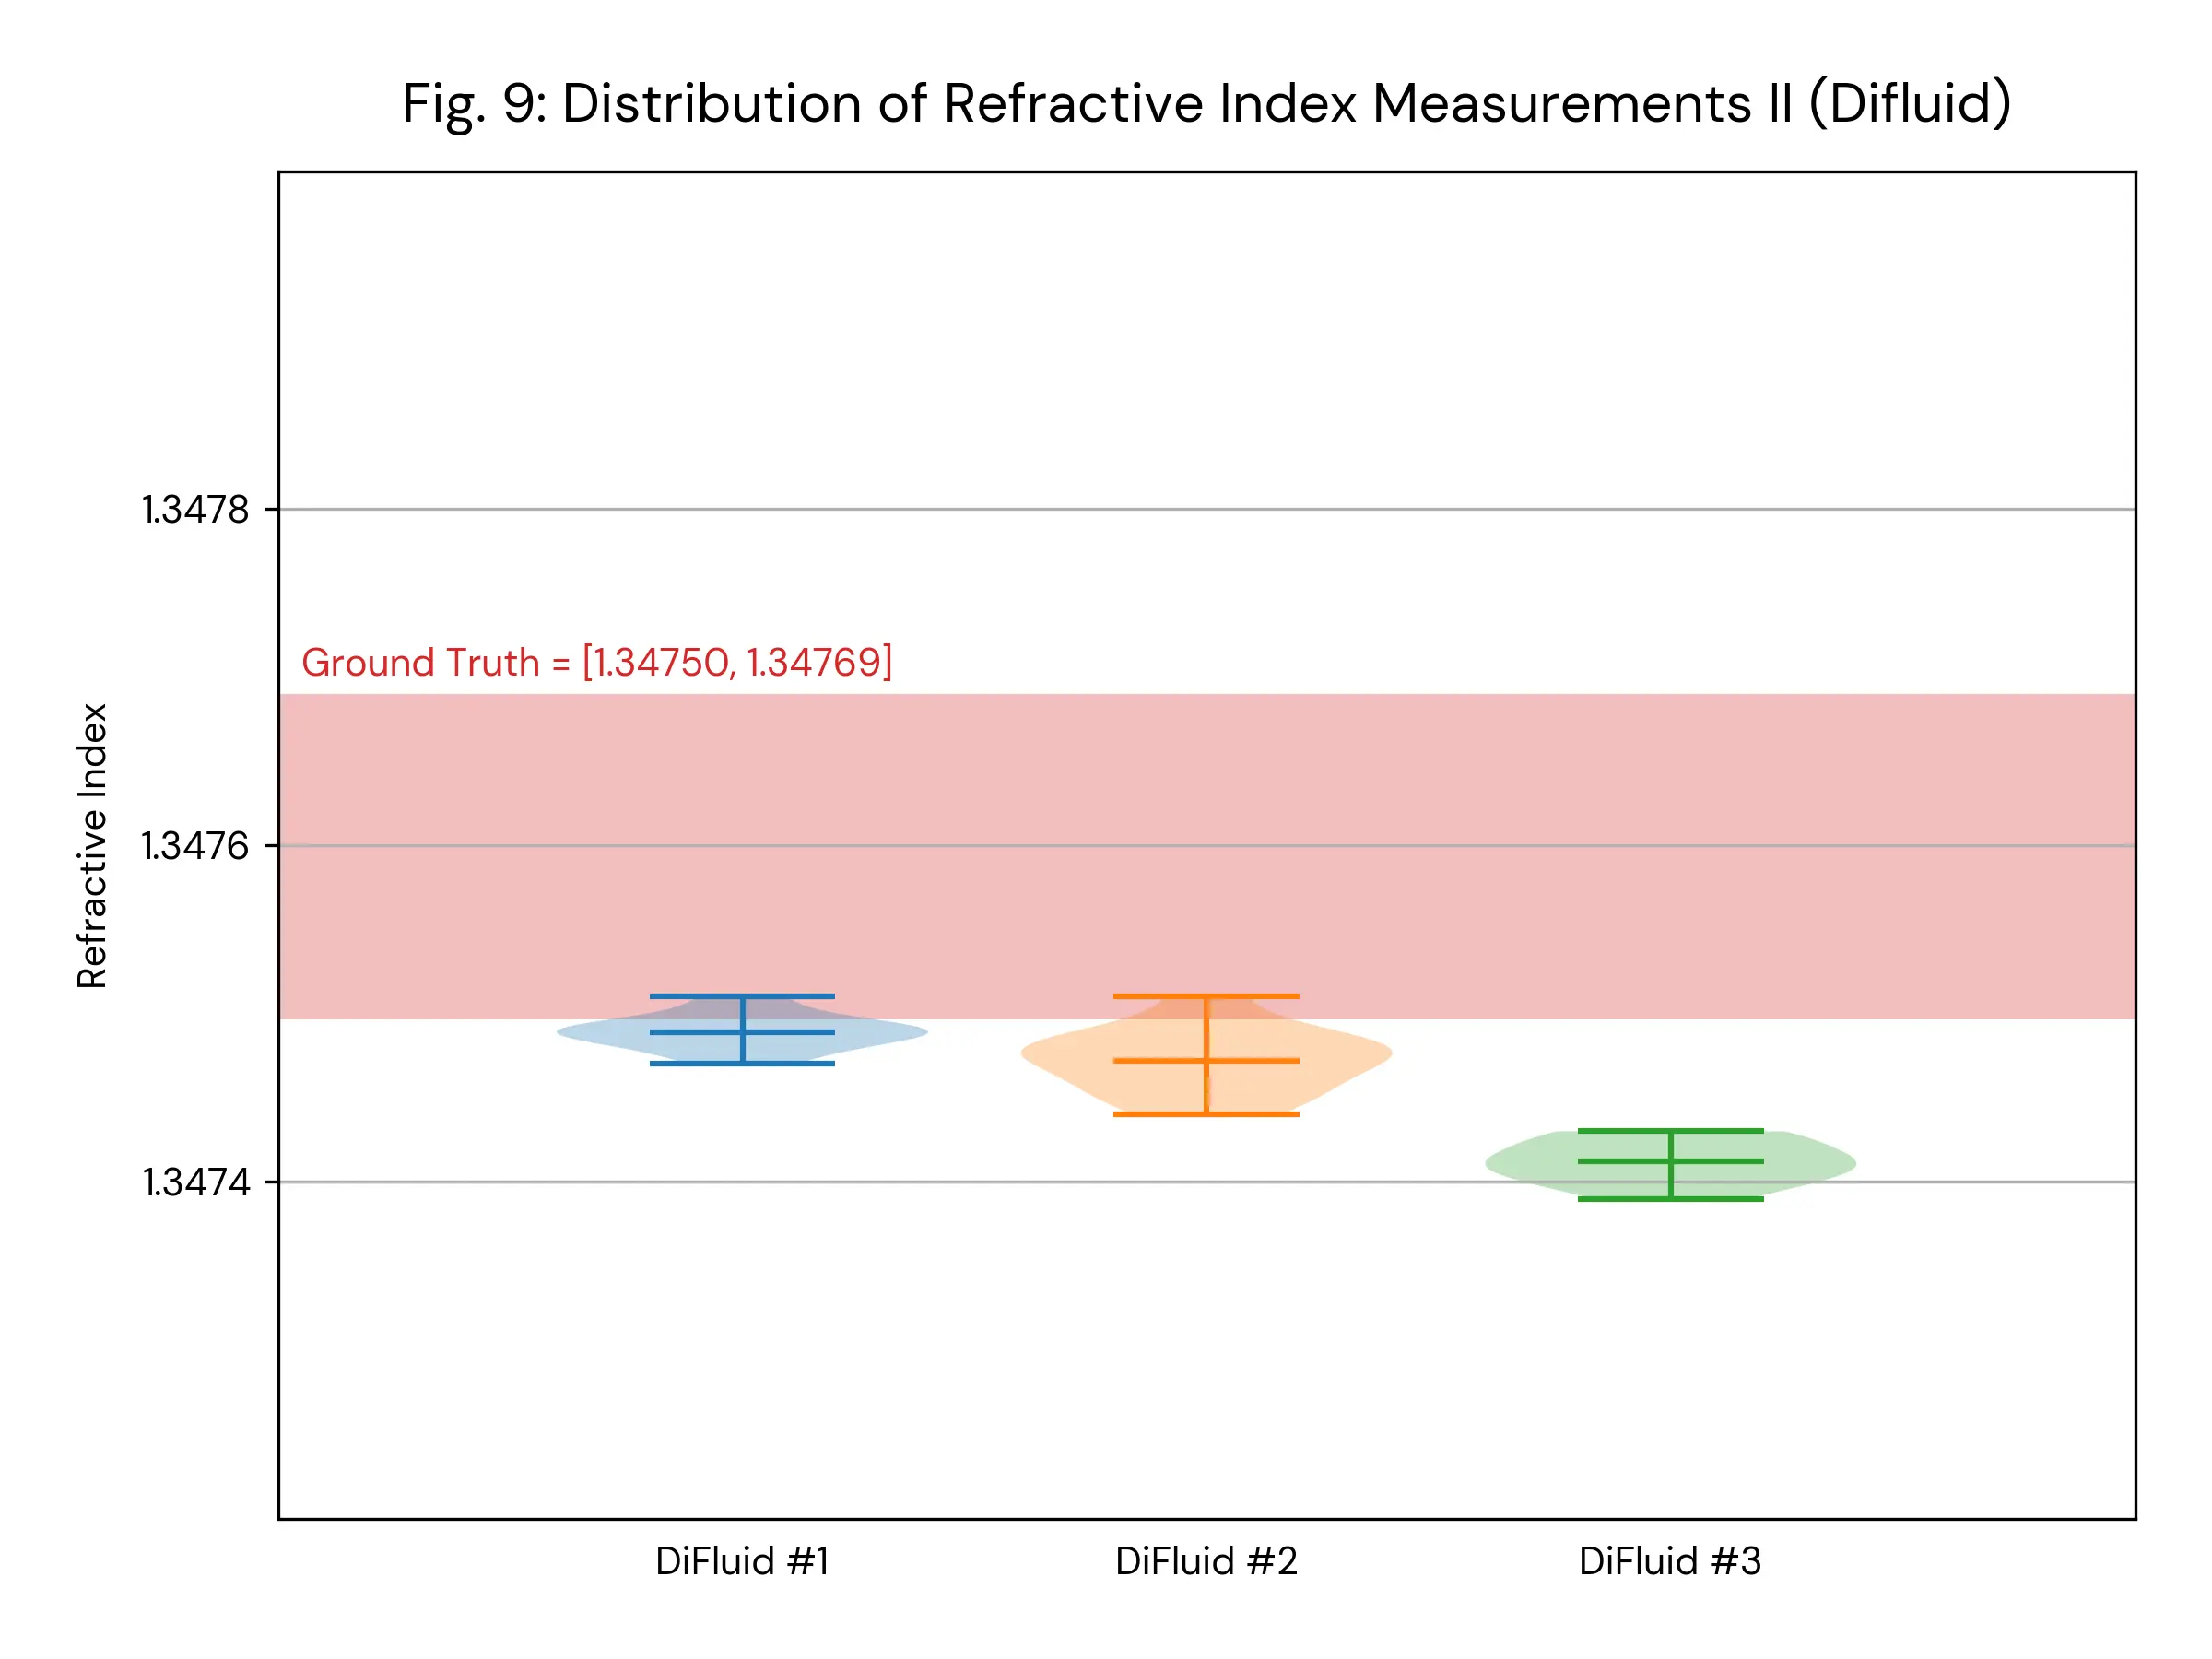 Fig. 9: Distribution of Refractive Index Measurements II (Difluid)
1.3478
Ground Truth = [1.34750, 1.34769]
Refractive Index
1.3476
1.3474
DiFluid #1
DiFluid #2
DiFluid #3